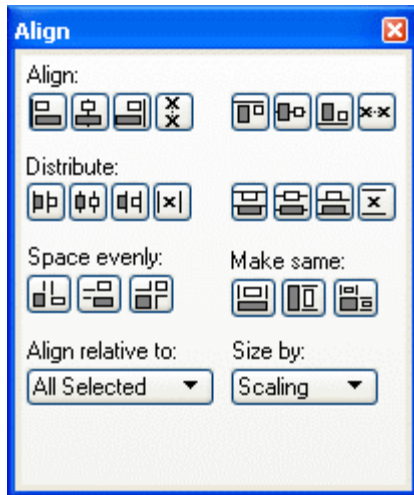 Align
Align:
Distribute:
Space evenly: Make same:
Align relative to: Size by:
All Selected Scaling